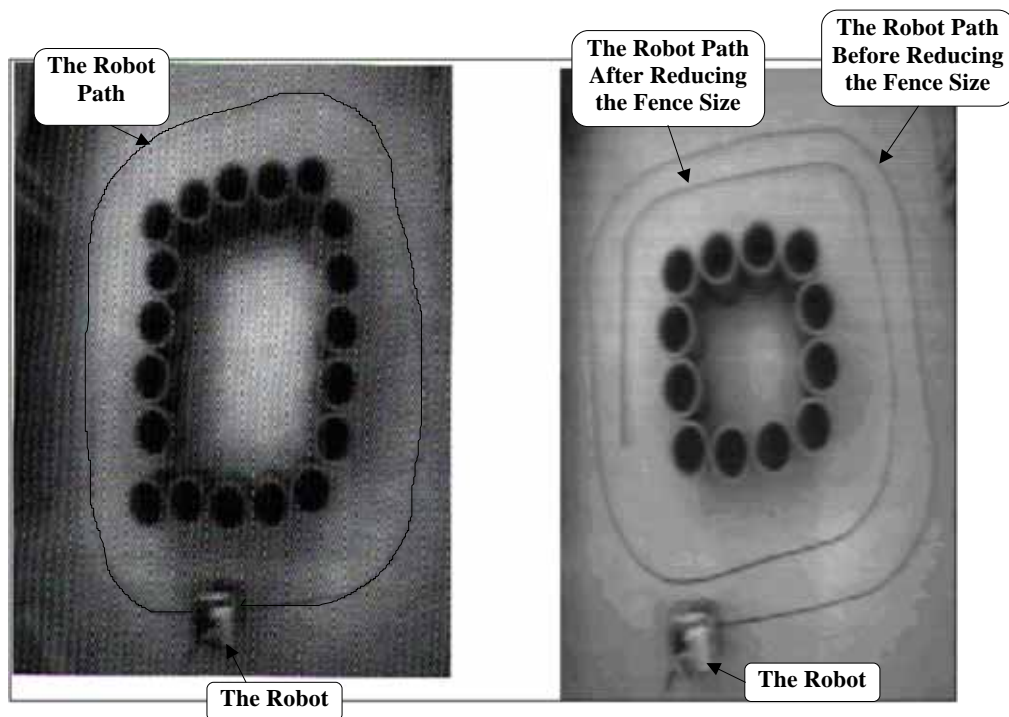 The Robot
Path
The Robot
The Robot Path
After Reducing
the Fence Size
The Robot Path
Before Reducing
the Fence Size
The Robot